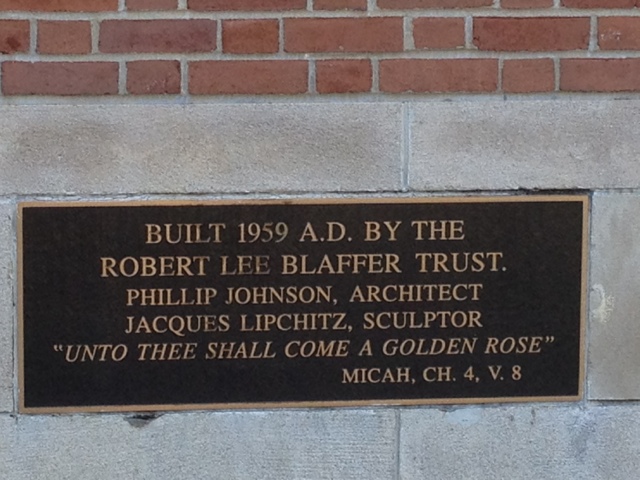 BUILT 1959 A.D. BY THE
ROBERT LEE BLAFFER TRUST.
PHILLIP JOHNSON, ARCHITECT
JACQUES LIPCHITZ, SCULPTOR
"UNTO THEE SHALL COME A GOLDEN ROSE"
MICAH, CH. 4, V. 8